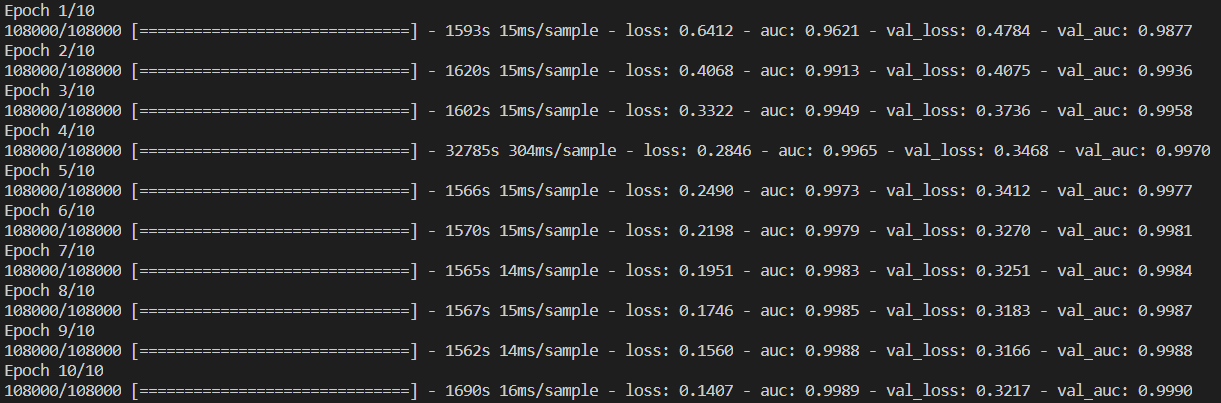 Epoch 1/10
108000/108000 [==============================] - 1593s 15ms/sample - loss: 0.6412 - auc: 0.9621 - val_loss: 0.4784 - val_auc: 0.9877
Epoch 2/10
108000/108000 [==============================] - 1620s 15ms/sample - loss: 0.4068 - auc: 0.9913 - val_loss: 0.4075 - val_auc: 0.9936
Epoch 3/10
108000/108000 [==============================] - 1602s 15ms/sample - loss: 0.3322 - auc: 0.9949 - val_loss: 0.3736 - val_auc: 0.9958
Epoch 4/10
108000/108000 [==============================] - 32785s 304ms/sample - loss: 0.2846 - auc: 0.9965 - val_loss: 0.3468 - val_auc: 0.9970
Epoch 5/10
108000/108000 [==============================] - 1566s 15ms/sample - loss: 0.2490 - auc: 0.9973 - val_loss: 0.3412 - val_auc: 0.9977
Epoch 6/10
108000/108000 [==============================] - 1570s 15ms/sample - loss: 0.2198 - auc: 0.9979 - val_loss: 0.3270 - val_auc: 0.9981
Epoch 7/10
108000/108000 [==============================] - 1565s 14ms/sample - loss: 0.1951 - auc: 0.9983 - val_loss: 0.3251 - val_auc: 0.9984
Epoch 8/10
108000/108000 [==============================] - 1567s 15ms/sample - loss: 0.1746 - auc: 0.9985 - val_loss: 0.3183 - val_auc: 0.9987
Epoch 9/10
108000/108000 [==============================] - 1562s 14ms/sample - loss: 0.1560 - auc: 0.9988 - val_loss: 0.3166 - val_auc: 0.9988
Epoch 10/10
108000/108000 [==============================] - 1690s 16ms/sample - loss: 0.1407 - auc: 0.9989 - val_loss: 0.3217 - val_auc: 0.9990